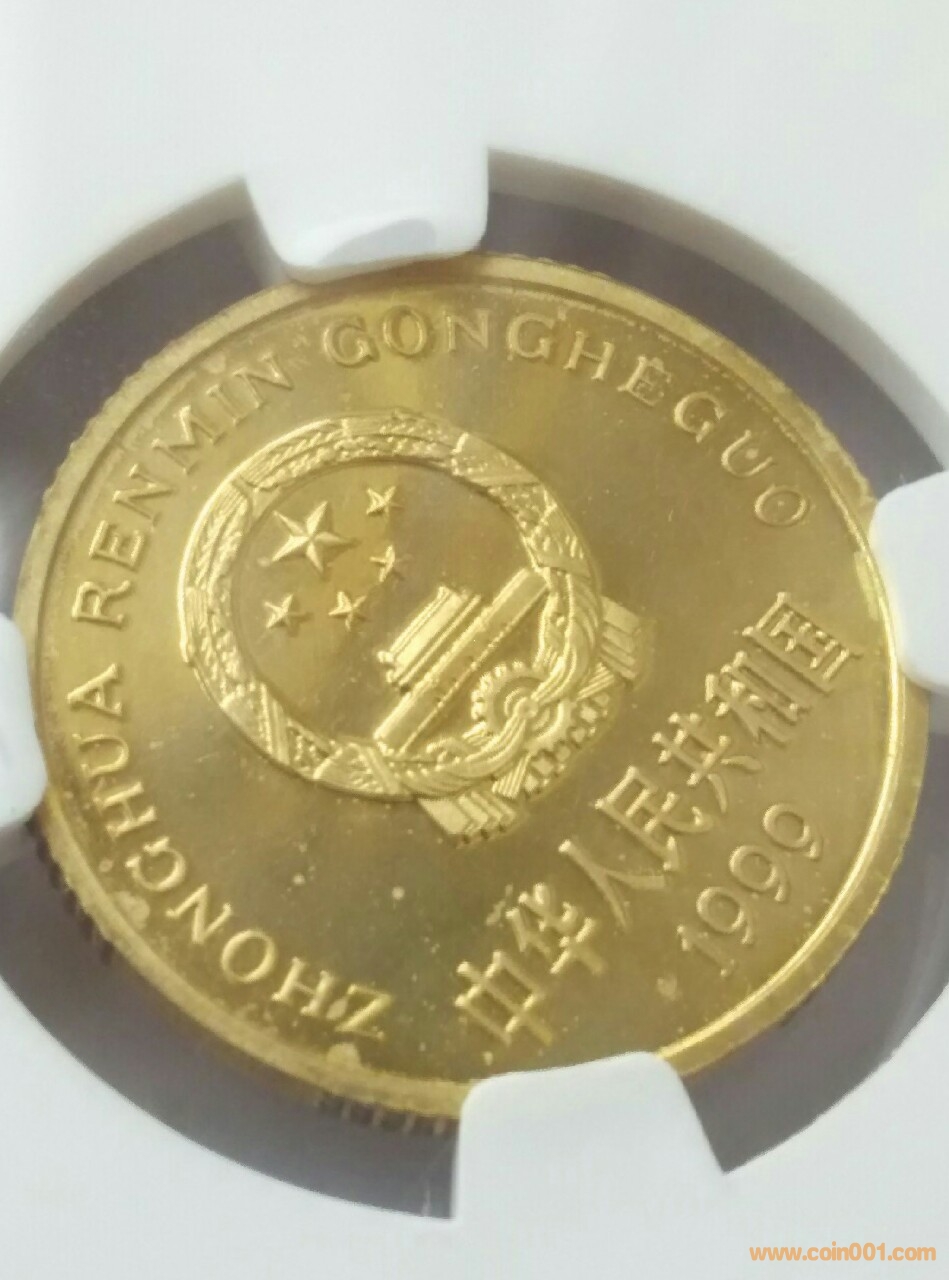 ZHONGHUA RENMIN GONGHEGUO
中华人民共和国
1999
www.coin001.com